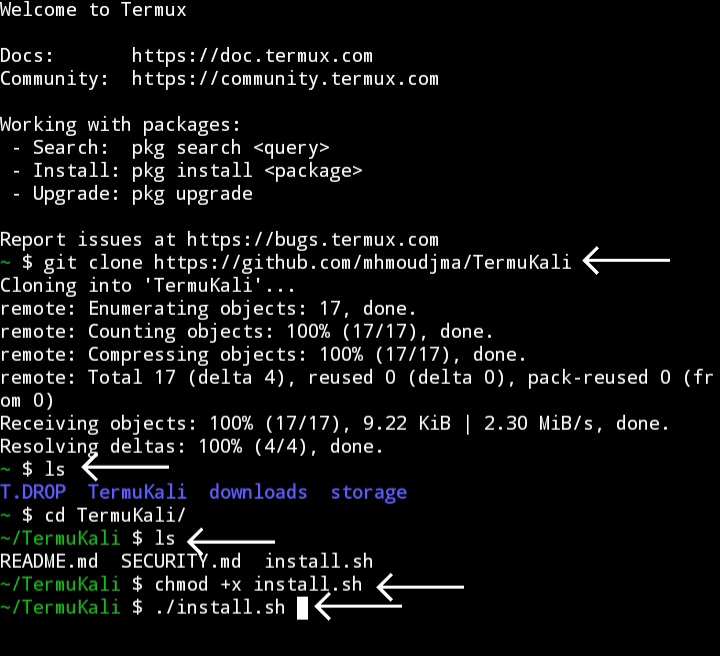 Welcome to Termux
Docs:       https://doc.termux.com
Community:  https://community.termux.com
Working with packages:
 - Search:  pkg search <query>
 - Install: pkg install <package>
 - Upgrade: pkg upgrade
Report issues at https://bugs.termux.com
~ $ git clone https://github.com/mhmoudjma/TermuKali
Cloning into 'TermuKali'...
remote: Enumerating objects: 17, done.
remote: Counting objects: 100% (17/17), done.
remote: Compressing objects: 100% (17/17), done.
remote: Total 17 (delta 4), reused 0 (delta 0), pack-reused 0 (fr
om 0)
Receiving objects: 100% (17/17), 9.22 KiB | 2.30 MiB/s, done.
Resolving deltas: 100% (4/4), done.
~ $ ls
T.DROP  TermuKali  downloads  storage
~ $ cd TermuKali/
~/TermuKali $ ls
README.md  SECURITY.md  install.sh
~/TermuKali $ chmod +x install.sh
~/TermuKali $ ./install.sh